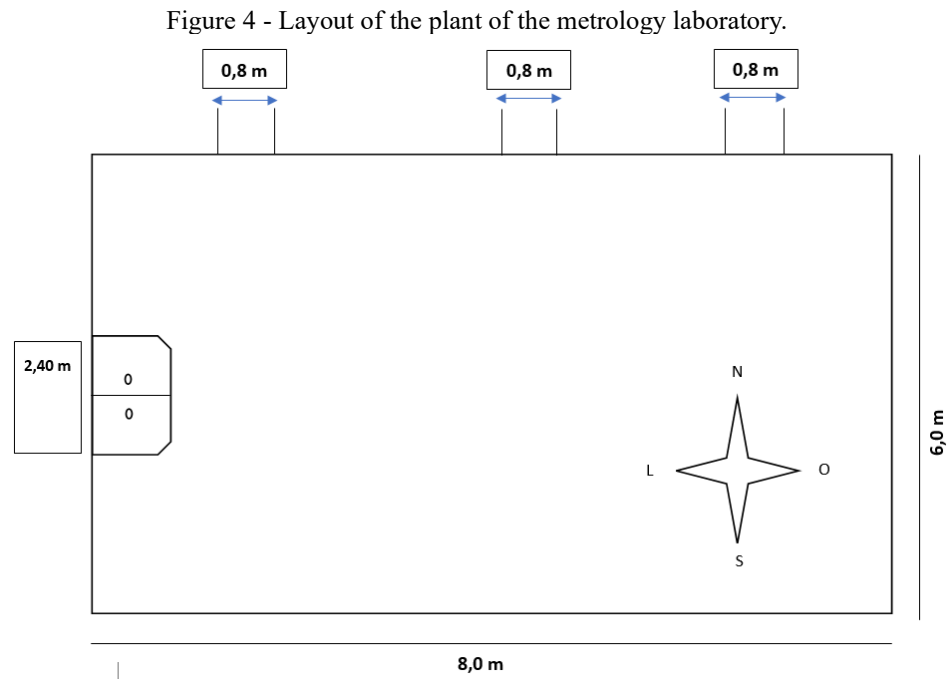 Figure 4 - Layout of the plant of the metrology laboratory.
0,8 m
0,8 m
0,8 m
2,40 m
0
0
N
L
O
S
6,0 m
8,0 m